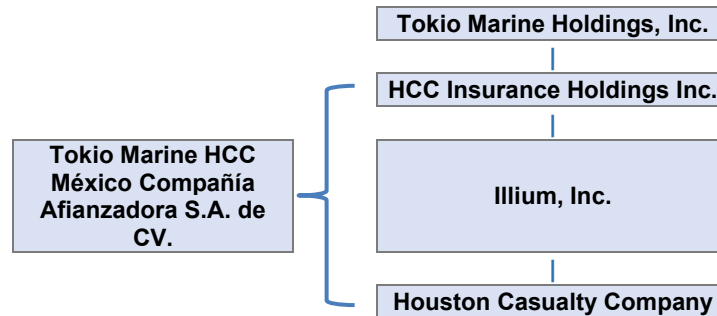 Tokio Marine Holdings, Inc.
HCC Insurance Holdings Inc.
Tokio Marine HCC
México Compañía
Afianzadora S.A. de
CV.
Illium, Inc.
Houston Casualty Company